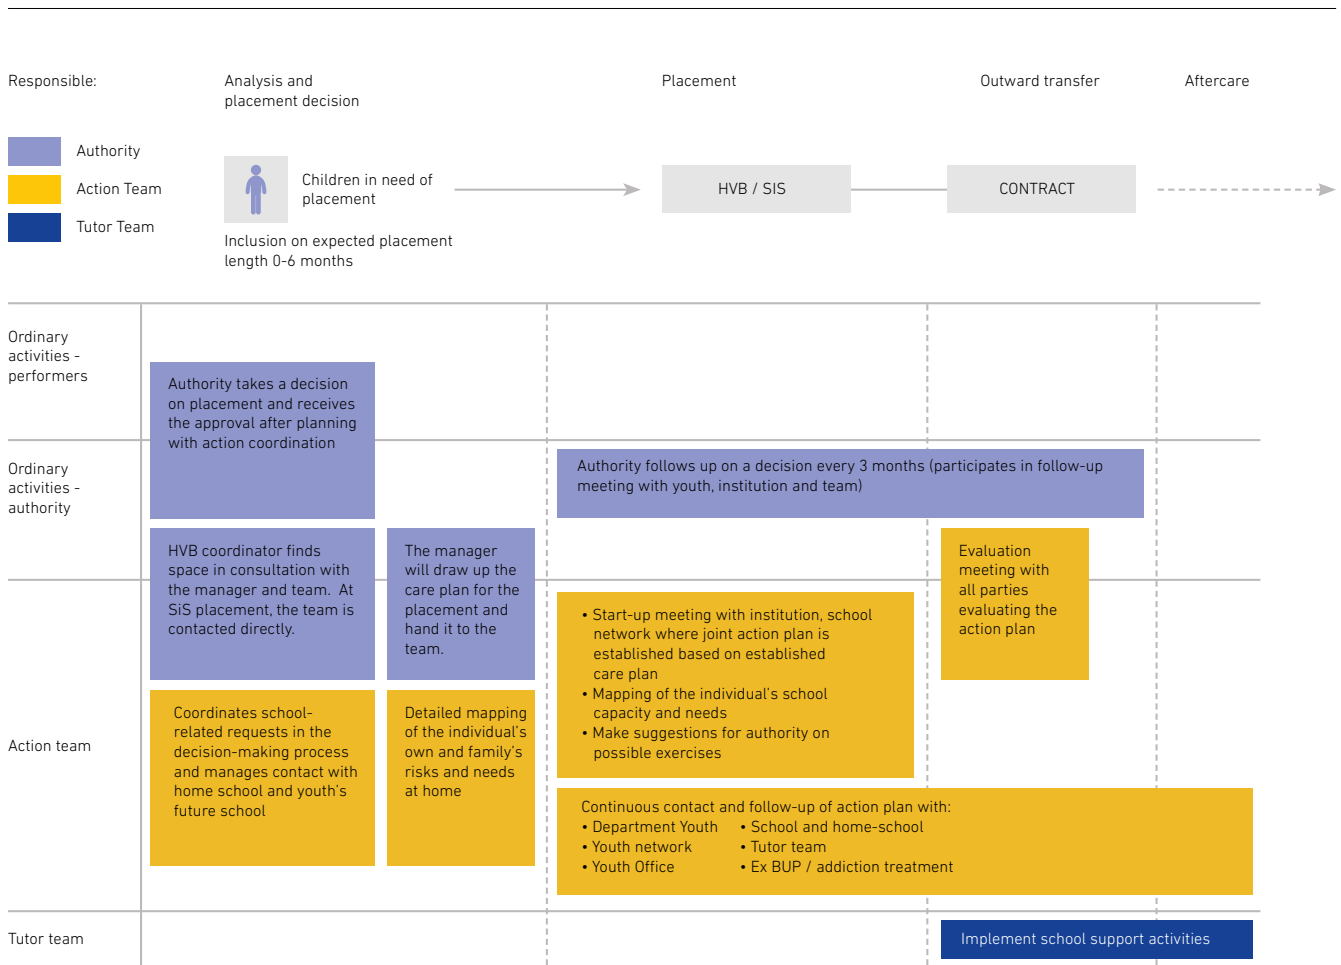 Responsible:
Analysis and
placement decision
Placement
Outward transfer
Aftercare
Authority
Action Team
Tutor Team
Children in need of
placement
Inclusion on expected placement
length 0-6 months
HVB / SIS
CONTRACT
Ordinary
activities -
performers
Authority takes a decision
on placement and receives
the approval after planning
with action coordination
Ordinary
activities -
authority
Authority follows up on a decision every 3 months (participates in follow-up
meeting with youth, institution and team)
HVB coordinator finds
space in consultation with
the manager and team.  At
SiS placement, the team is
contacted directly.
The manager
will draw up the
care plan for the
placement and
hand it to the
team.
Evaluation
meeting with
all parties
evaluating the
action plan
• Start-up meeting with institution, school
network where joint action plan is
established based on established
care plan
• Mapping of the individual's school
capacity and needs
• Make suggestions for authority on
possible exercises
Action team
Coordinates school-
related requests in the
decision-making process
and manages contact with
home school and youth's
future school
Detailed mapping
of the individual's
own and family's
risks and needs
at home
Continuous contact and follow-up of action plan with:
• Department Youth
• Youth network
• Youth Office
• School and home-school
• Tutor team
• Ex BUP / addiction treatment
Tutor team
Implement school support activities